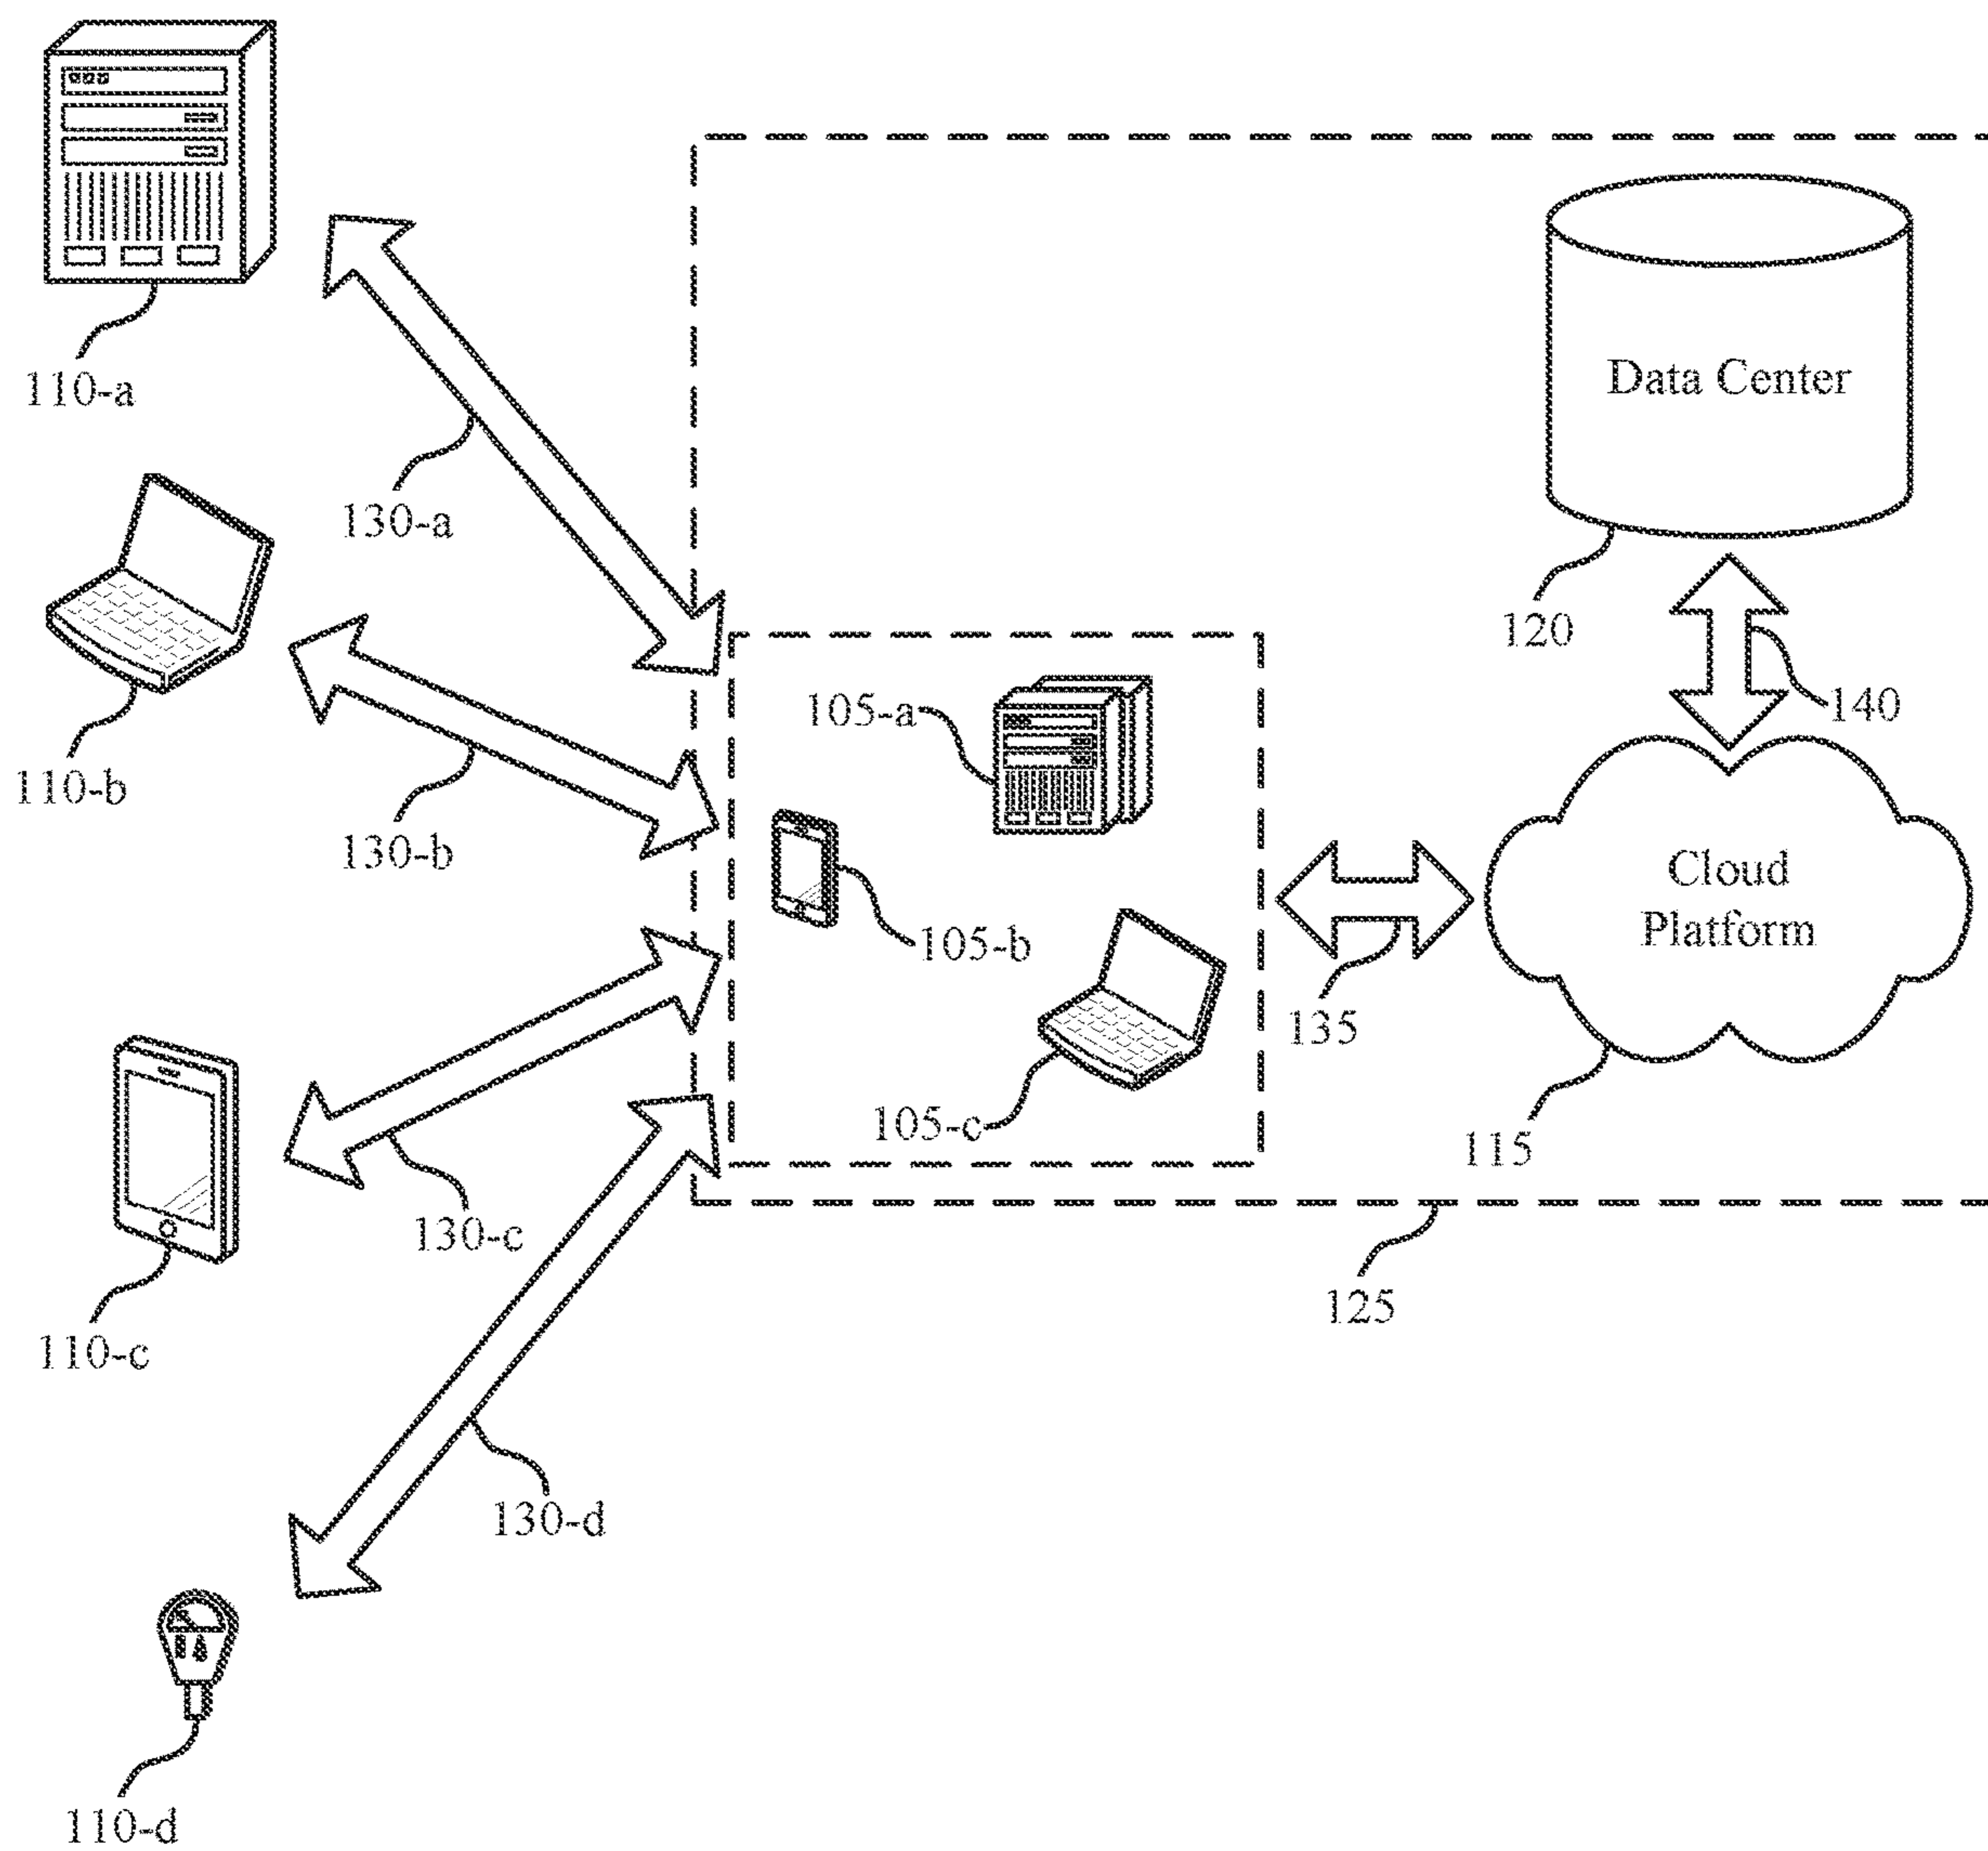 110-a
130-a
Data Center
120
140
110-b
130-b
105-a
105-b
105-c
135
Cloud
Platform
115
110-c
130-c
125
130-d
110-d